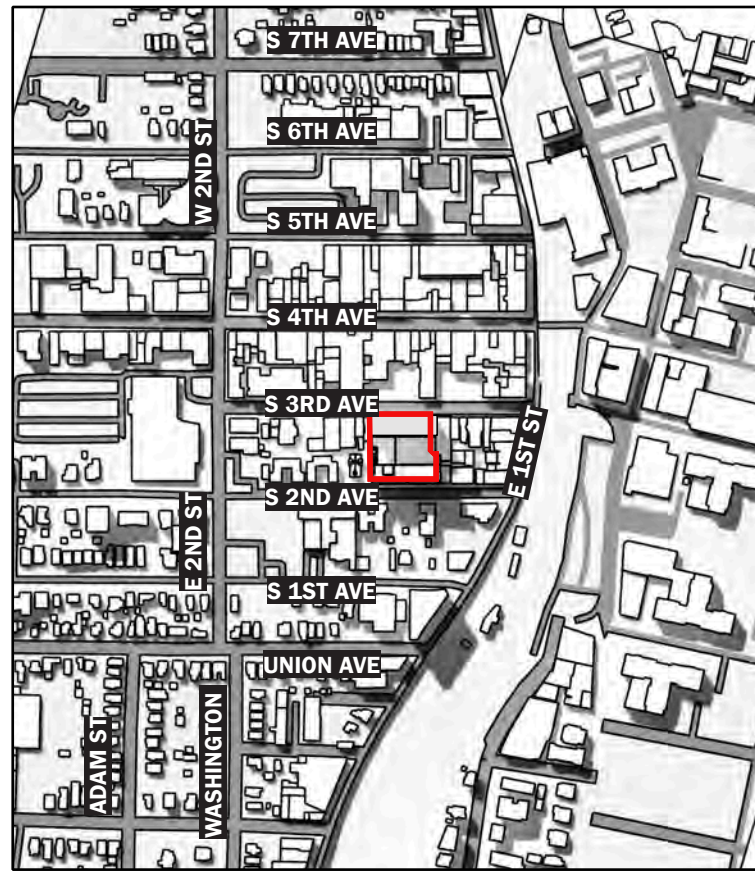 S 7TH AVE
S 6TH AVE
W 2ND ST
S 5TH AVE
S 4TH AVE
S 3RD AVE
E 1ST ST
S 2ND AVE
E 2ND ST
S 1ST AVE
UNION AVE
ADAM ST
WASHINGTON